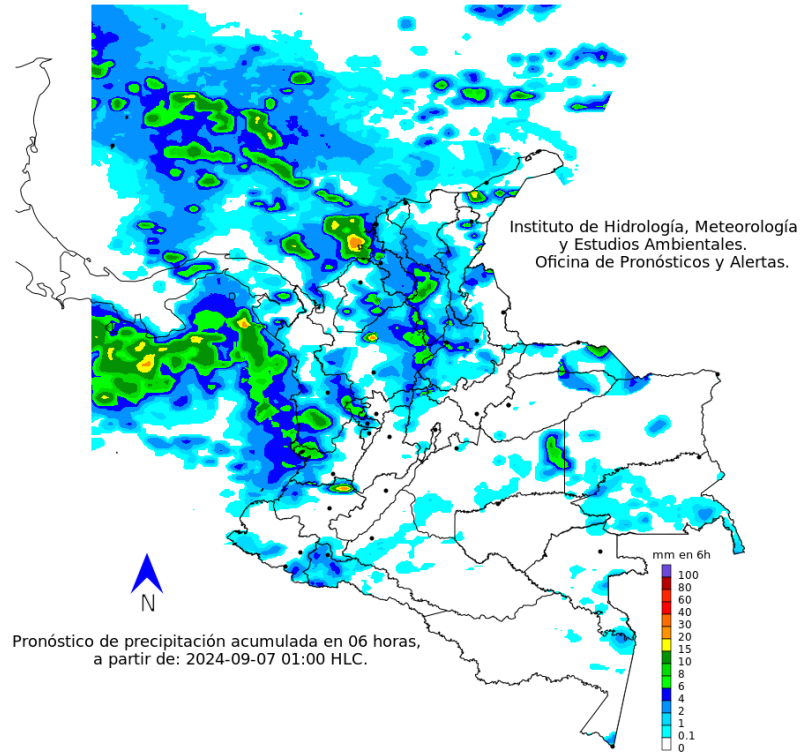 Instituto de Hidrología, Meteorología
y Estudios Ambientales.
Oficina de Pronósticos y Alertas.
N
mm en 6h
100
80
60
40
30
20
15
10
8
6
4
2
1
0.1
0
Pronóstico de precipitación acumulada en 06 horas,
a partir de: 2024-09-07 01:00 HLC.